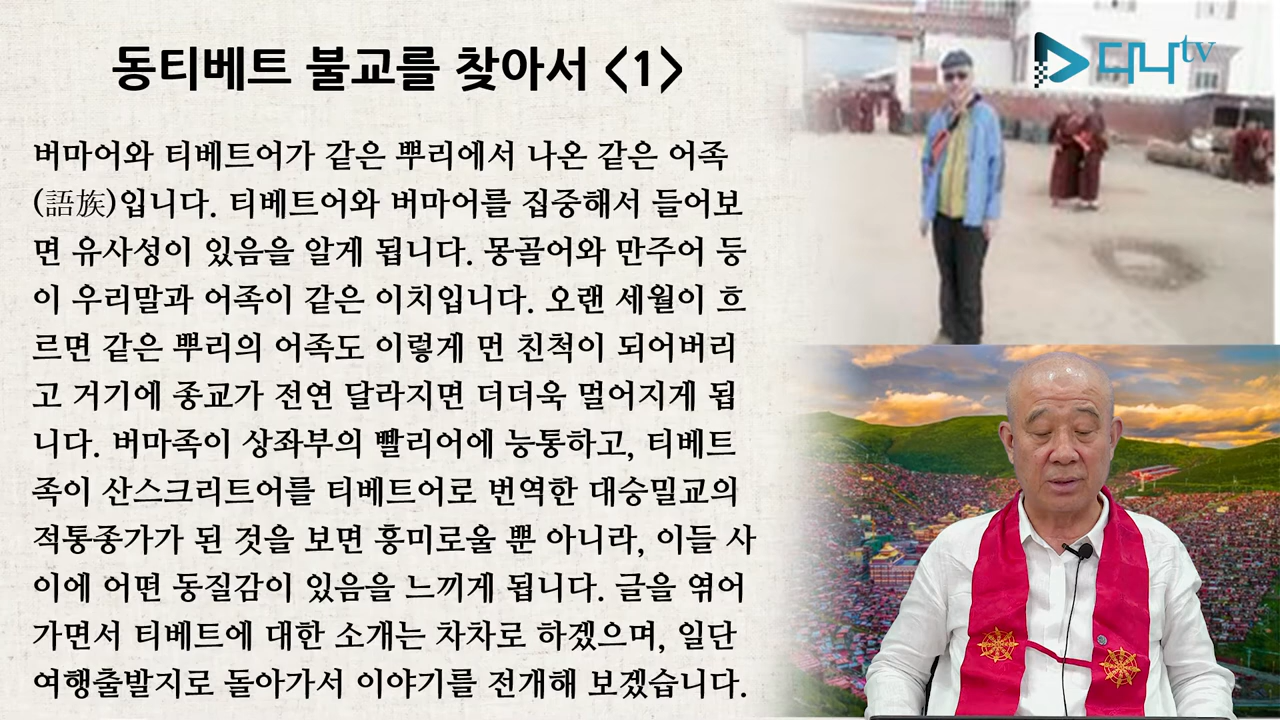 동티베트 불교를 찾아서 <1>
버마어와 티베트어가 같은 뿌리에서 나온 같은 어족
(語族)입니다. 티베트어와 버마어를 집중해서 들어보
면 유사성이 있음을 알게 됩니다. 몽골어와 만주어 등
이 우리말과 어족이 같은 이치입니다. 오랜 세월이 흐
르면 같은 뿌리의 어족도 이렇게 먼 친척이 되어버리
고 거기에 종교가 전연 달라지면 더더욱 멀어지게 됩
니다. 버마족이 상좌부의 빨리어에 능통하고, 티베트
족이 산스크리트어를 티베트어로 번역한 대승밀교의
적통종가가 된 것을 보면 흥미로울 뿐 아니라, 이들 사
이에 어떤 동질감이 있음을 느끼게 됩니다. 글을 엮어
가면서 티베트에 대한 소개는 차차로 하겠으며, 일단
여행출발지로 돌아가서 이야기를 전개해 보겠습니다.
다나tv